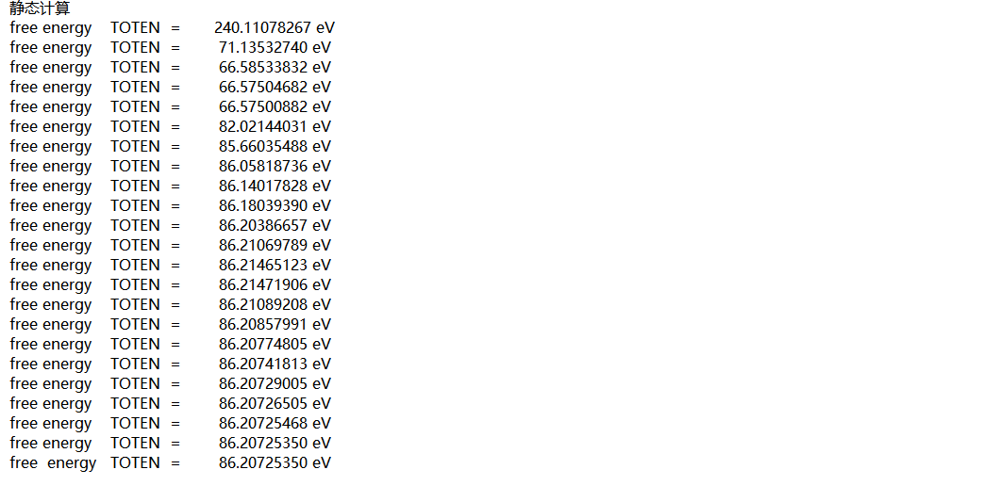 静态计算
free energy TOTEN = 240.11078267 eV
free energy TOTEN = 71.13532740 eV
free energy TOTEN = 66.58533832 eV
free energy TOTEN = 66.57504682 eV
free energy TOTEN = 66.57500882 eV
free energy TOTEN = 82.02144031 eV
free energy TOTEN = 85.66035488 eV
free energy TOTEN = 86.05818736 eV
free energy TOTEN = 86.14017828 eV
free energy TOTEN = 86.18039390 eV
free energy TOTEN = 86.20386657 eV
free energy TOTEN = 86.21069789 eV
free energy TOTEN = 86.21465123 eV
free energy TOTEN = 86.21471906 eV
free energy TOTEN = 86.21089208 eV
free energy TOTEN = 86.20857991 eV
free energy TOTEN = 86.20774805 eV
free energy TOTEN = 86.20741813 eV
free energy TOTEN = 86.20729005 eV
free energy TOTEN = 86.20726505 eV
free energy TOTEN = 86.20725468 eV
free energy TOTEN = 86.20725350 eV
free energy TOTEN = 86.20725350 eV